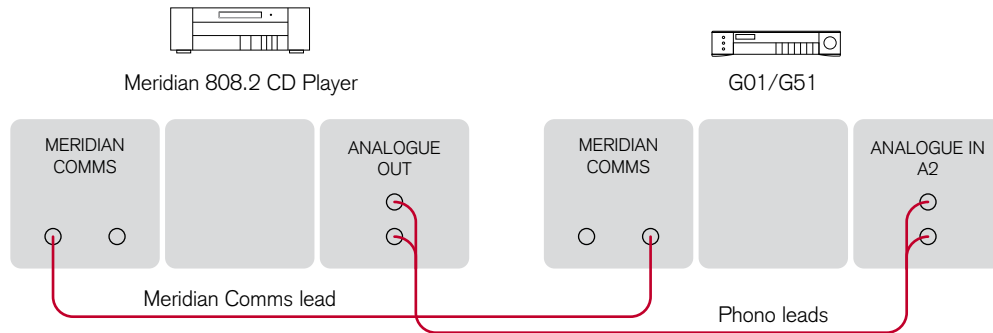 Meridian 808.2 CD Player
G01/G51
MERIDIAN
COMMS
ANALOGUE
OUT
MERIDIAN
COMMS
ANALOGUE IN
A2
Meridian Comms lead
Phono leads